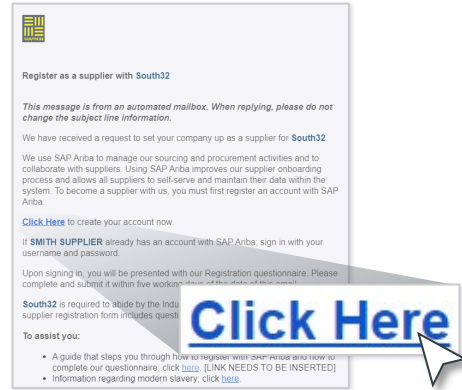 SOUTH32
Register as a supplier with South32
This message is from an automated mailbox. When replying, please do not
change the subject line information.
We have received a request to set your company up as a supplier for South32.
We use SAP Ariba to manage our sourcing and procurement activities and to
collaborate with suppliers. Using SAP Ariba improves our supplier onboarding
process and allows all suppliers to self-serve and maintain their data within the
system. To become a supplier with us, you must first register an account with SAP
Ariba.
Click Here to create your account now.
If SMITH SUPPLIER already has an account with SAP Ariba, sign in with your
username and password.
Upon signing in, you will be presented with our Registration questionnaire. Please
complete and submit it within five working days of the date of this email.
South32 is required to abide by the Indu
supplier registration form includes questi
Click Here
To assist you:
• A guide that steps you through how to register with SAP Ariba and how to
complete our questionnaire; click here. [LINK NEEDS TO BE INSERTED]
• Information regarding modern slavery; click here.